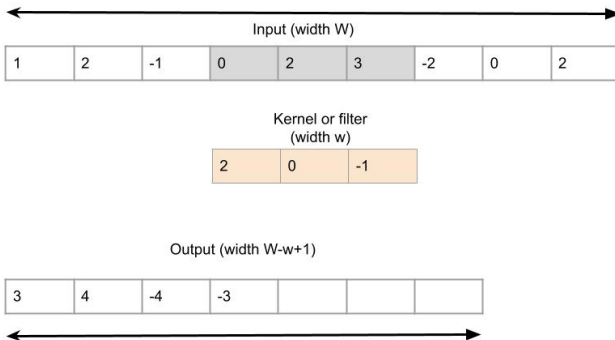 Input (width W)
1 2 -1 0 2 3 -2 0 2
Kernel or filter
(width w)
2 0 -1
Output (width W-w+1)
3 4 -4 -3